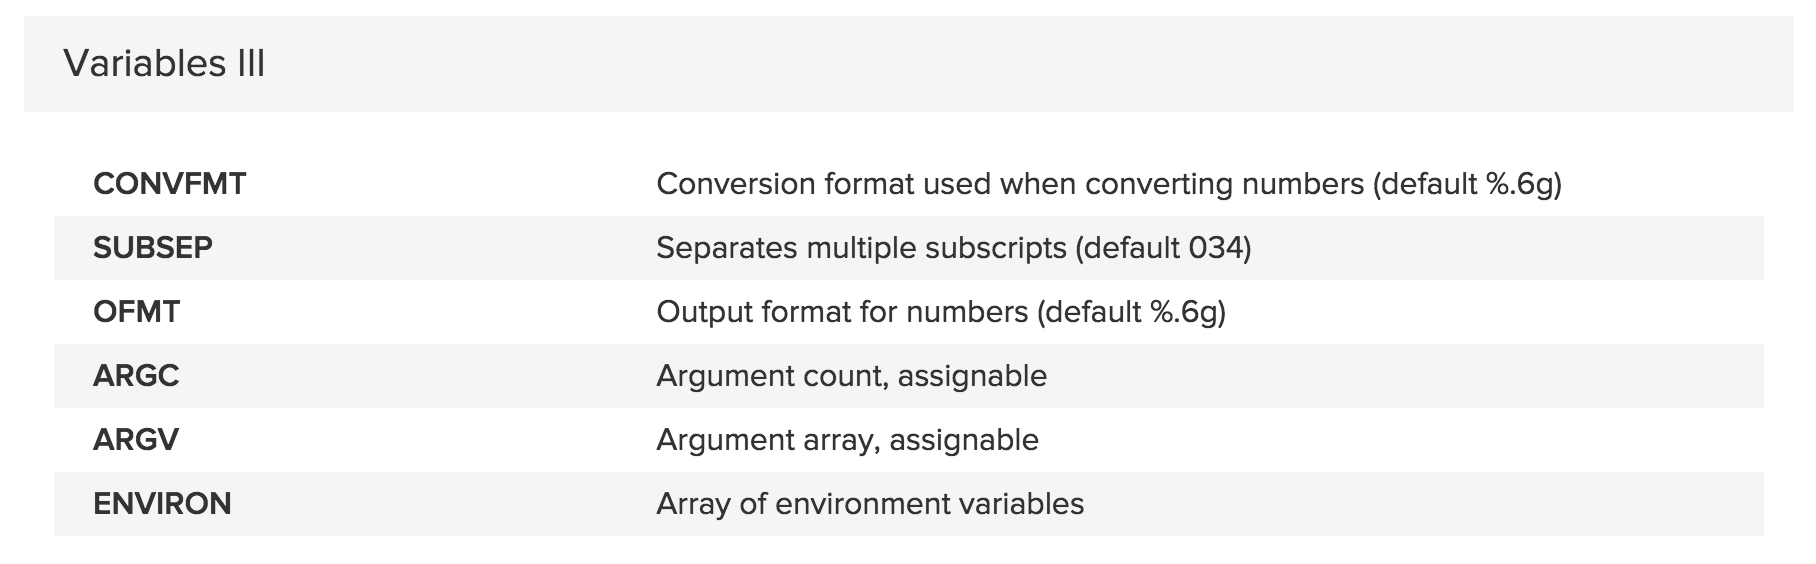 Variables III
CONVFMT Conversion format used when converting numbers (default %.6g)
SUBSEP Separates multiple subscripts (default 034)
OFMT Output format for numbers (default %.6g)
ARGC Argument count, assignable
ARGV Argument array, assignable
ENVIRON Array of environment variables